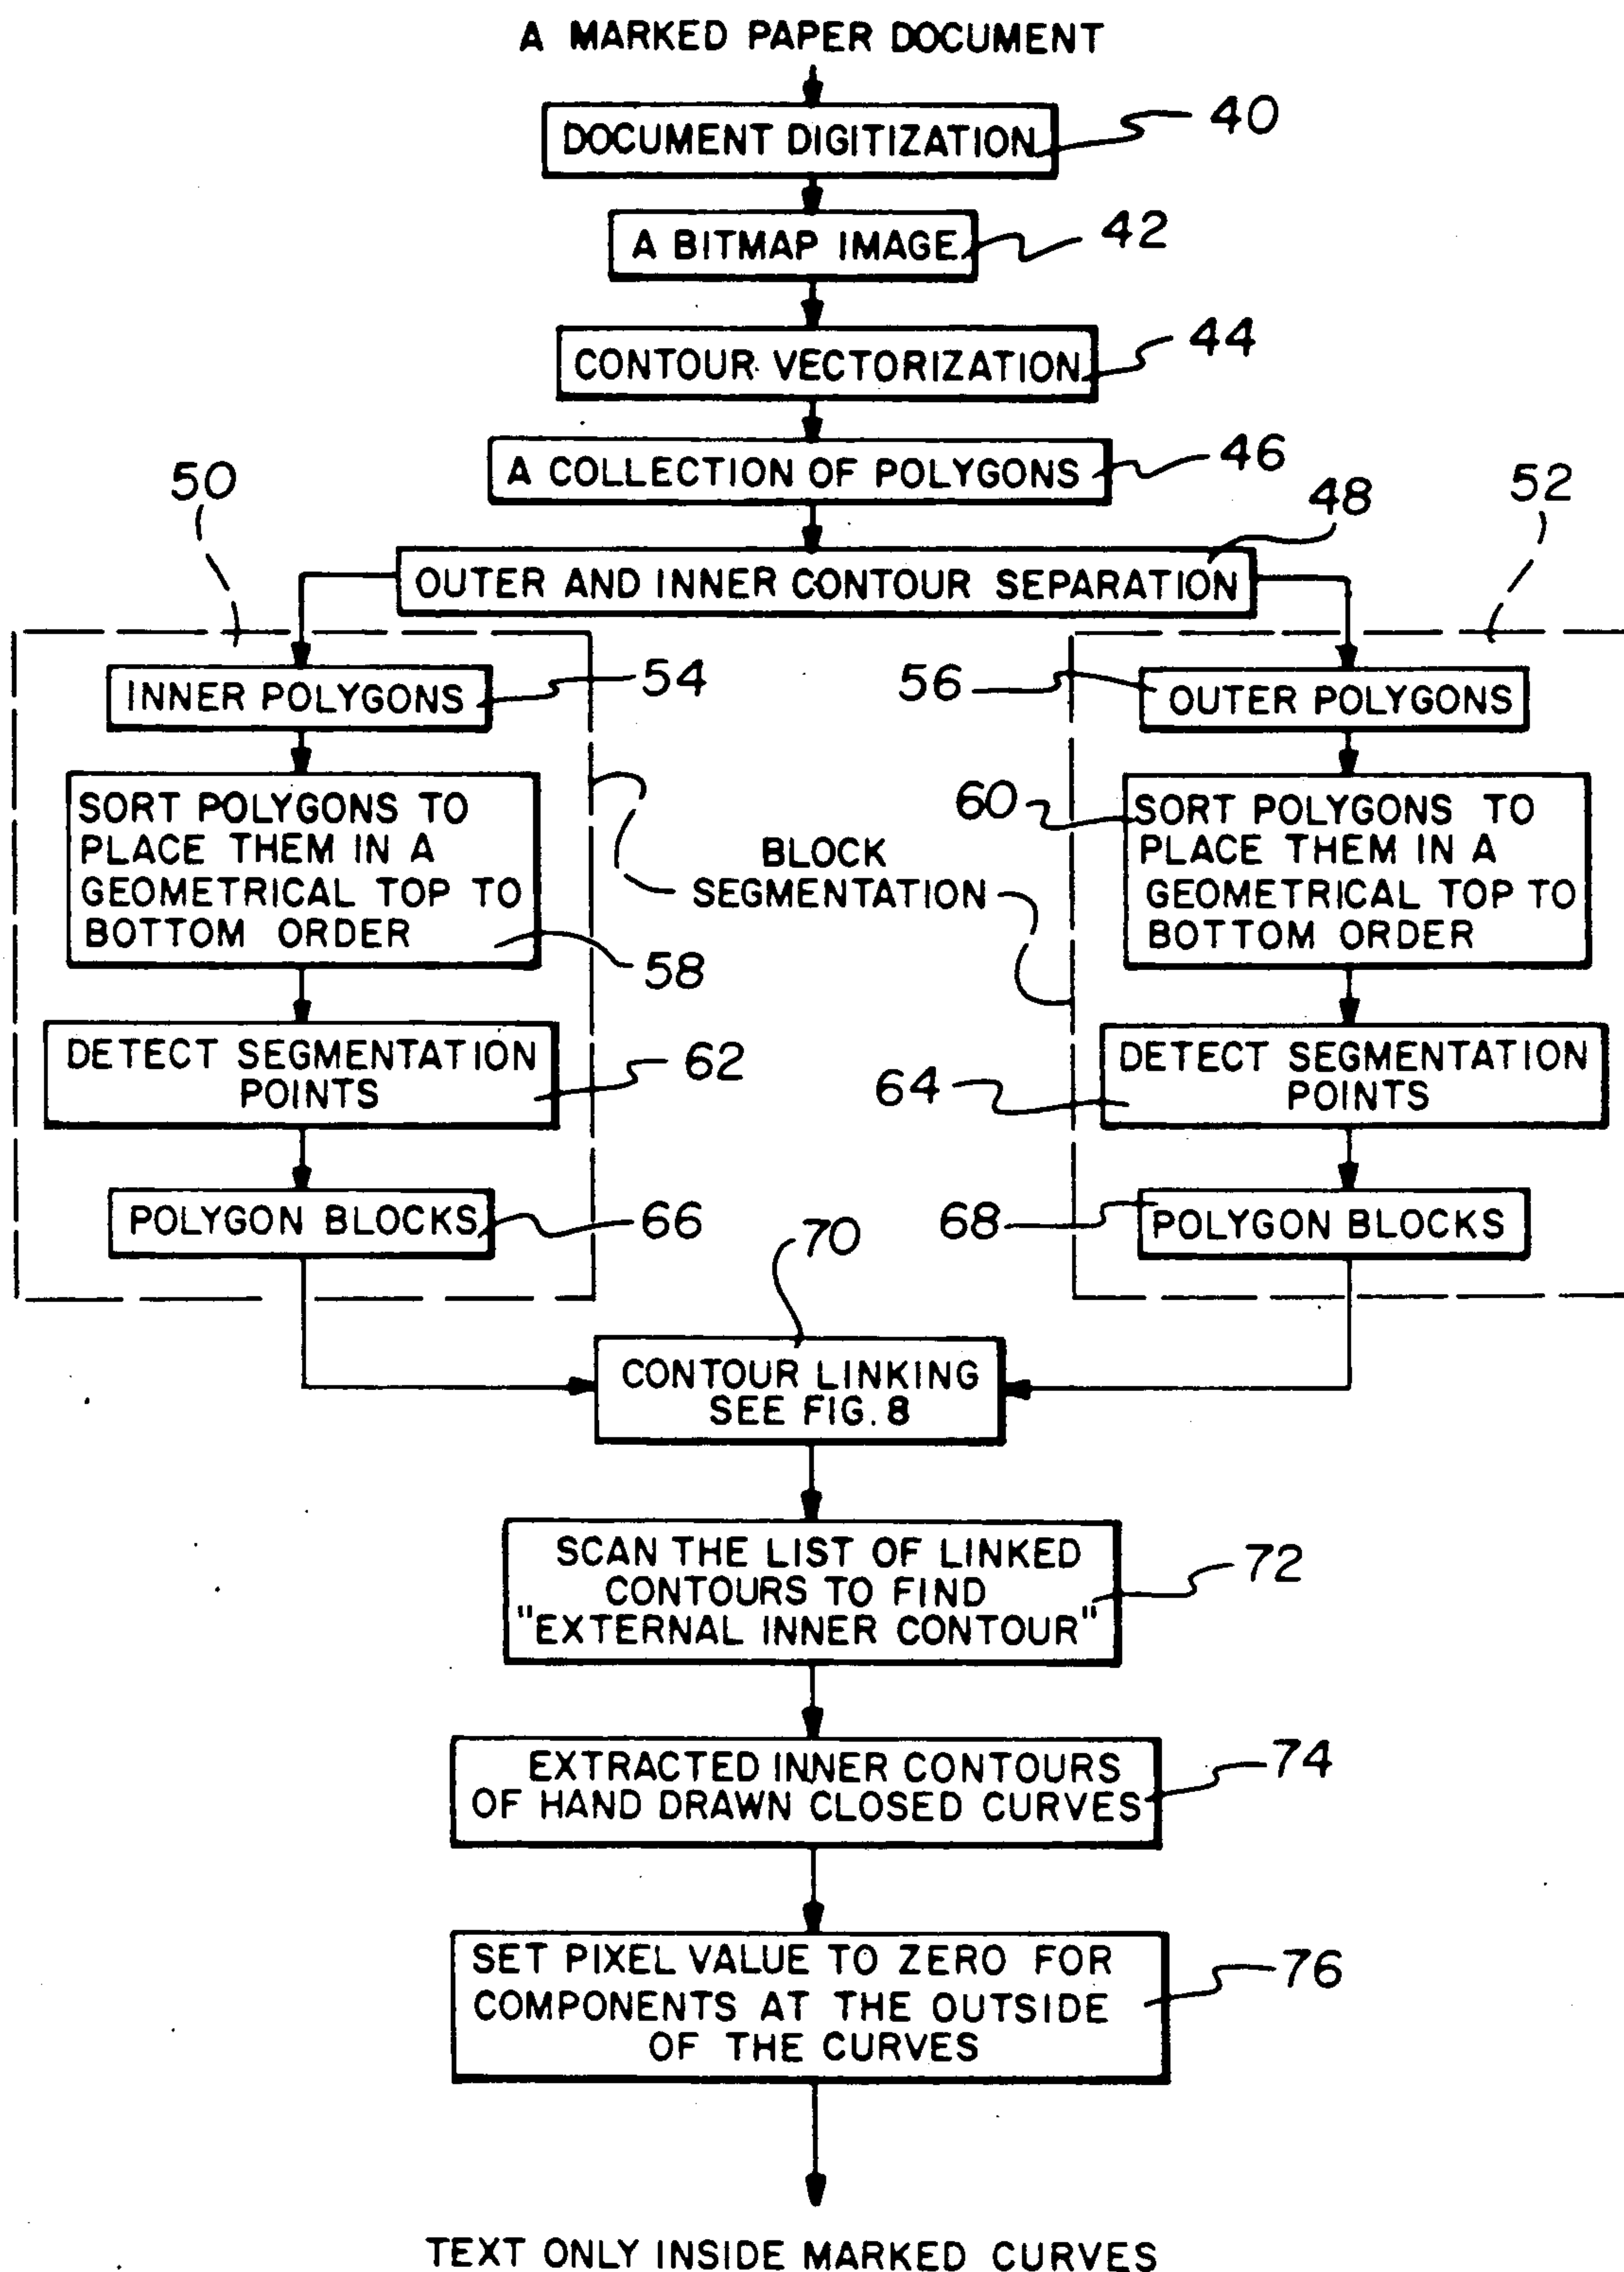 A MARKED PAPER DOCUMENT
DOCUMENT DIGITIZATION
40
A BITMAP IMAGE
42
CONTOUR VECTORIZATION
44
A COLLECTION OF POLYGONS
46
48
50
52
OUTER AND INNER CONTOUR SEPARATION
INNER POLYGONS
54
56
OUTER POLYGONS
SORT POLYGONS TO
PLACE THEM IN A
GEOMETRICAL TOP TO
BOTTOM ORDER
58
BLOCK
SEGMENTATION
60
SORT POLYGONS TO
PLACE THEM IN A
GEOMETRICAL TOP TO
BOTTOM ORDER
DETECT SEGMENTATION
POINTS
62
64
DETECT SEGMENTATION
POINTS
POLYGON BLOCKS
66
68
POLYGON BLOCKS
70
CONTOUR LINKING
SEE FIG. 8
SCAN THE LIST OF LINKED
CONTOURS TO FIND
"EXTERNAL INNER CONTOUR"
72
EXTRACTED INNER CONTOURS
OF HAND DRAWN CLOSED CURVES
74
SET PIXEL VALUE TO ZERO FOR
COMPONENTS AT THE OUTSIDE
OF THE CURVES
76
TEXT ONLY INSIDE MARKED CURVES